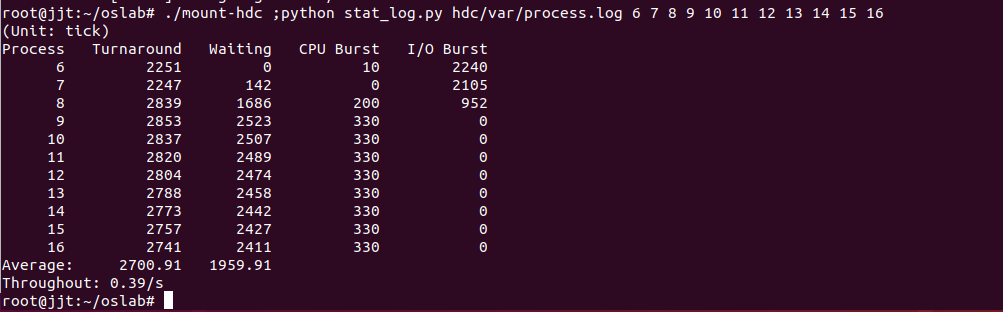 root@jjt:~/oslab# ./mount-hdc ;python stat_log.py hdc/var/process.log 6 7 8 9 10 11 12 13 14 15 16
(Unit: tick)
Process   Turnaround   Waiting   CPU Burst   I/O Burst
      6         2251         0          10        2240
      7         2247       142           0        2105
      8         2839      1686         200         952
      9         2853      2523         330           0
     10         2837      2507         330           0
     11         2820      2489         330           0
     12         2804      2474         330           0
     13         2788      2458         330           0
     14         2773      2442         330           0
     15         2757      2427         330           0
     16         2741      2411         330           0
Average:     2700.91   1959.91
Throughout: 0.39/s
root@jjt:~/oslab#